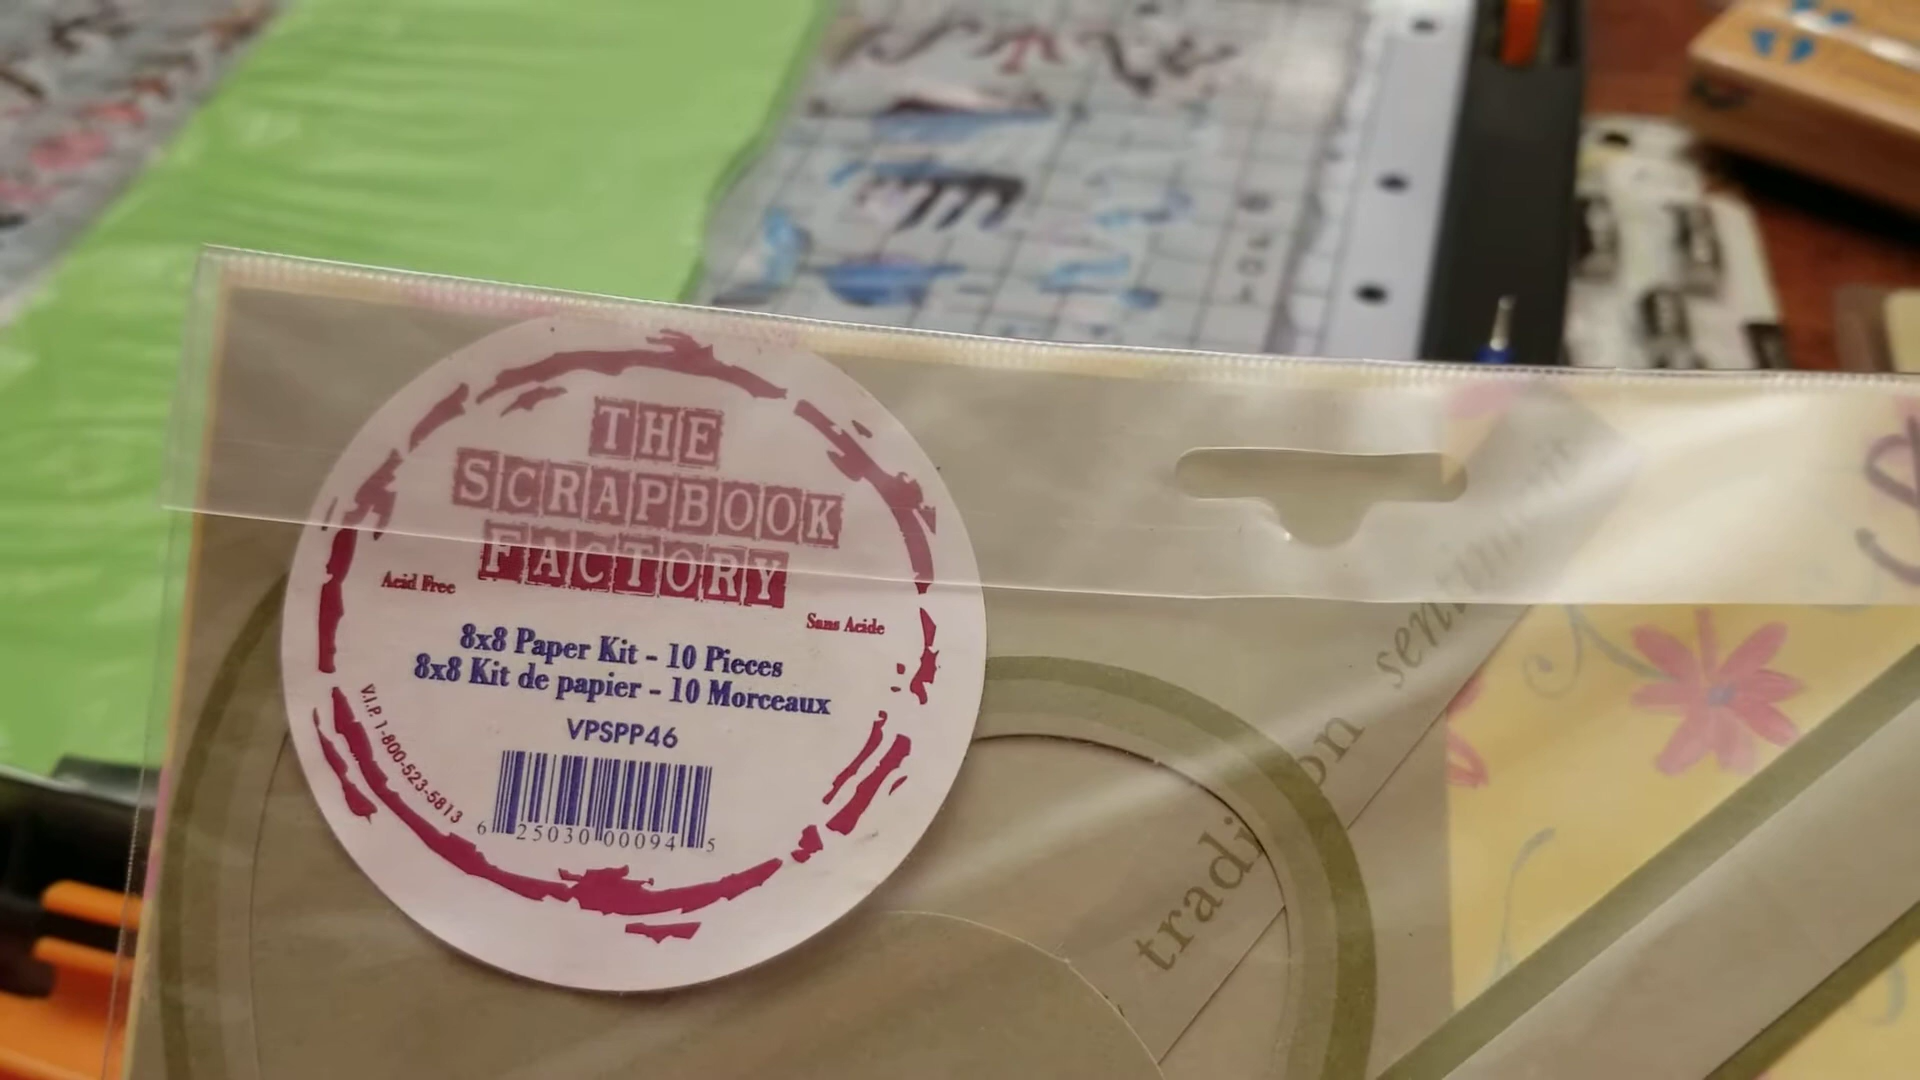 THE
SCRAPBOOK
FACTORY
Acid Free
Sans Acide
8x8 Paper Kit - 10 Pieces
8x8 Kit de papier - 10 Morceaux
VPSPP46
V.I.P. 1-800-523-5813
6 25030 00094 5
sentiment
tradition